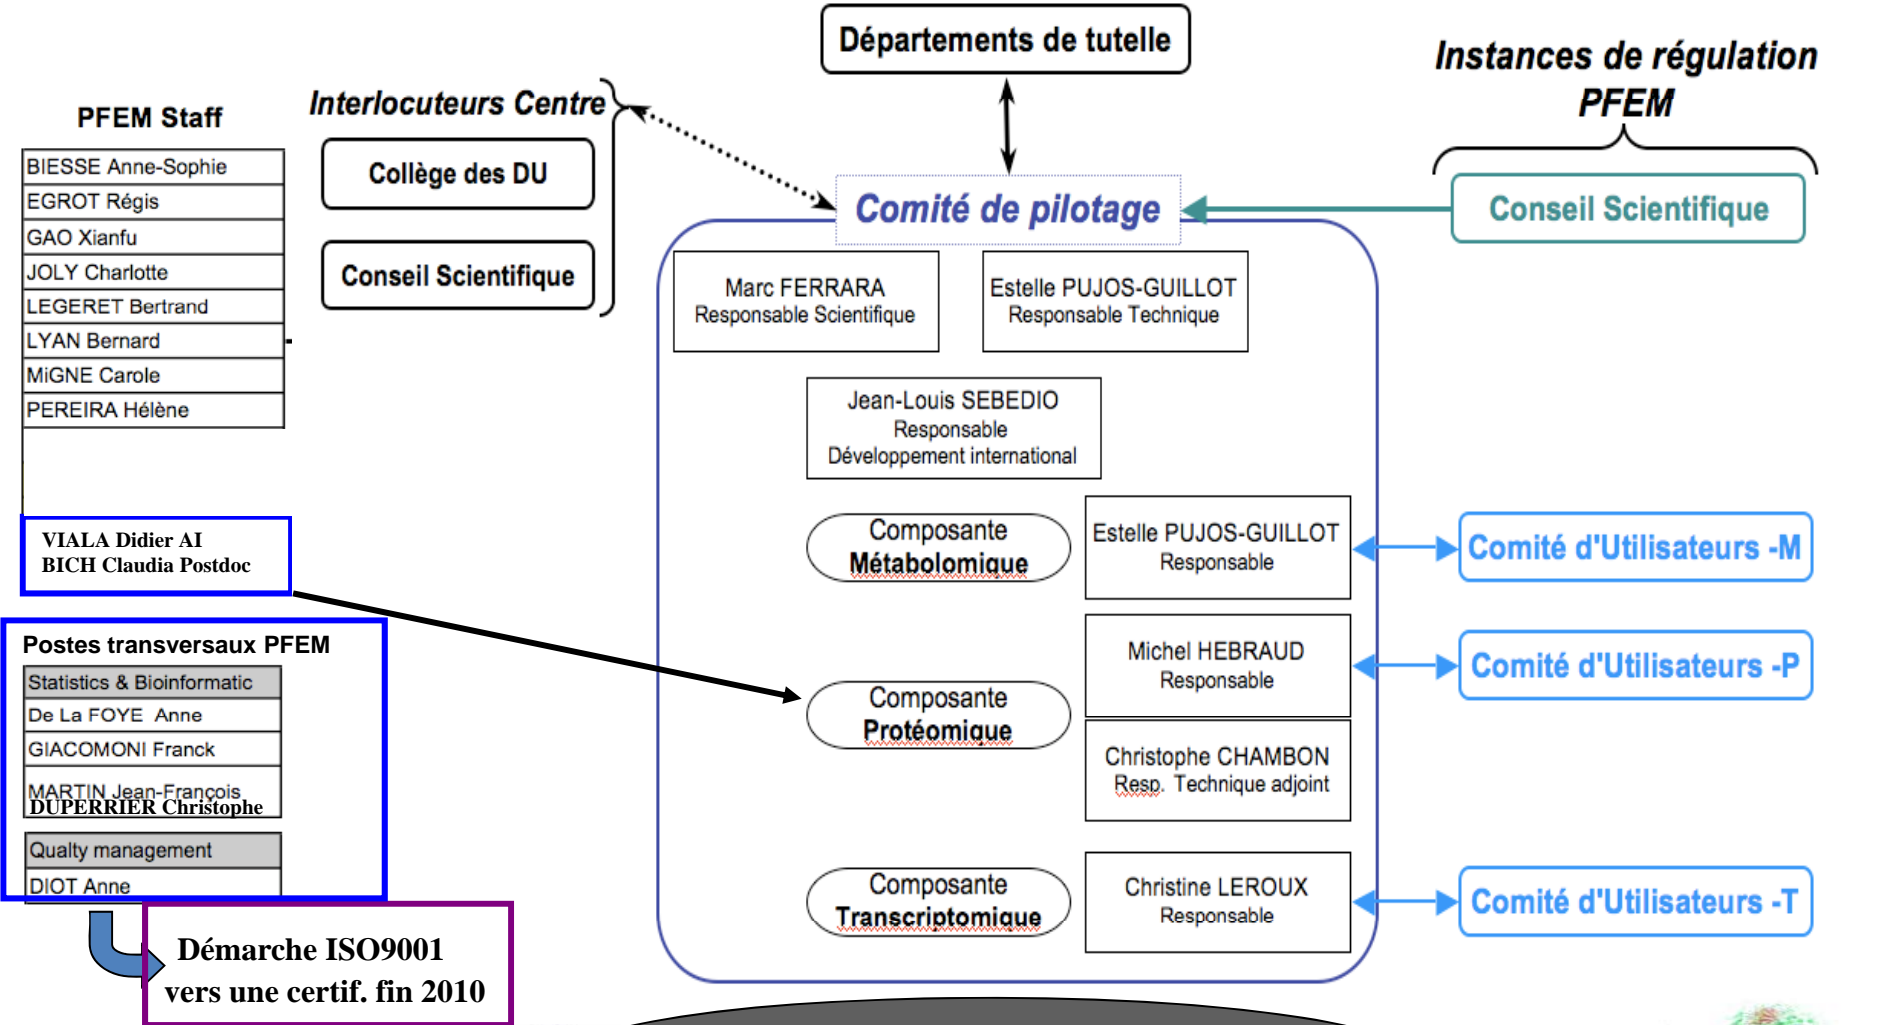 Départements de tutelle
Instances de régulation
PFEM
Conseil Scientifique
Interlocuteurs Centre
Collège des DU
Conseil Scientifique
PFEM Staff
BIESSE Anne-Sophie
EGROT Régis
GAO Xianfu
JOLY Charlotte
LEGERET Bertrand
LYAN Bernard
MiGNE Carole
PEREIRA Hélène
VIALA Didier AI
BICH Claudia Postdoc
Postes transversaux PFEM
Statistics & Bioinformatic
De La FOYE Anne
GIACOMONI Franck
MARTIN Jean-François
DUPERRIER Christophe
Qualty management
DIOT Anne
Démarche ISO9001
vers une certif. fin 2010
Comité de pilotage
Marc FERRARA
Responsable Scientifique
Estelle PUJOS-GUILLOT
Responsable Technique
Jean-Louis SEBEDIO
Responsable
Développement international
Composante
Métabolomique
Estelle PUJOS-GUILLOT
Responsable
Comité d'Utilisateurs -M
Composante
Protéomique
Michel HEBRAUD
Responsable
Christophe CHAMBON
Resp. Technique adjoint
Comité d'Utilisateurs -P
Composante
Transcriptomique
Christine LEROUX
Responsable
Comité d'Utilisateurs -T